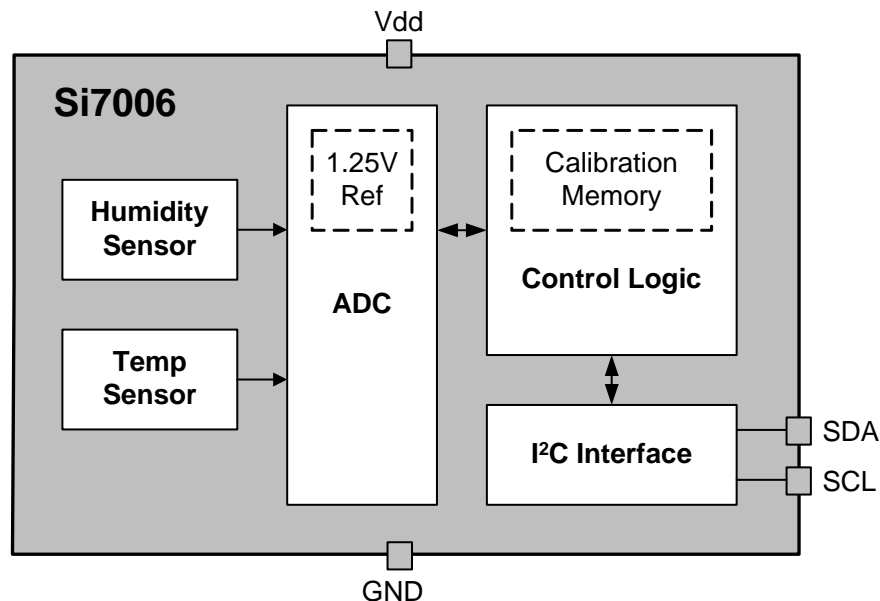 Vdd
Si7006
1.25V
Ref
Calibration
Memory
Humidity
Sensor
ADC
Control Logic
Temp
Sensor
I²C Interface
SDA
SCL
GND